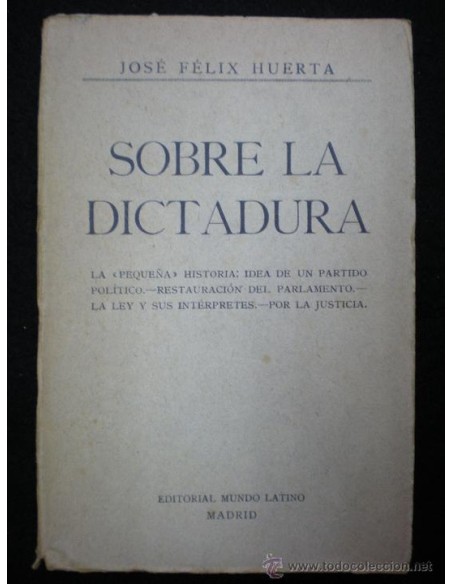 JOSÉ FÉLIX HUERTA
SOBRE LA
DICTADURA
LA «PEQUEÑA» HISTORIA: IDEA DE UN PARTIDO
POLÍTICO.—RESTAURACIÓN DEL PARLAMENTO.—
LA LEY Y SUS INTÉRPRETES.—POR LA JUSTICIA.
EDITORIAL MUNDO LATINO
MADRID
www.todocoleccion.net